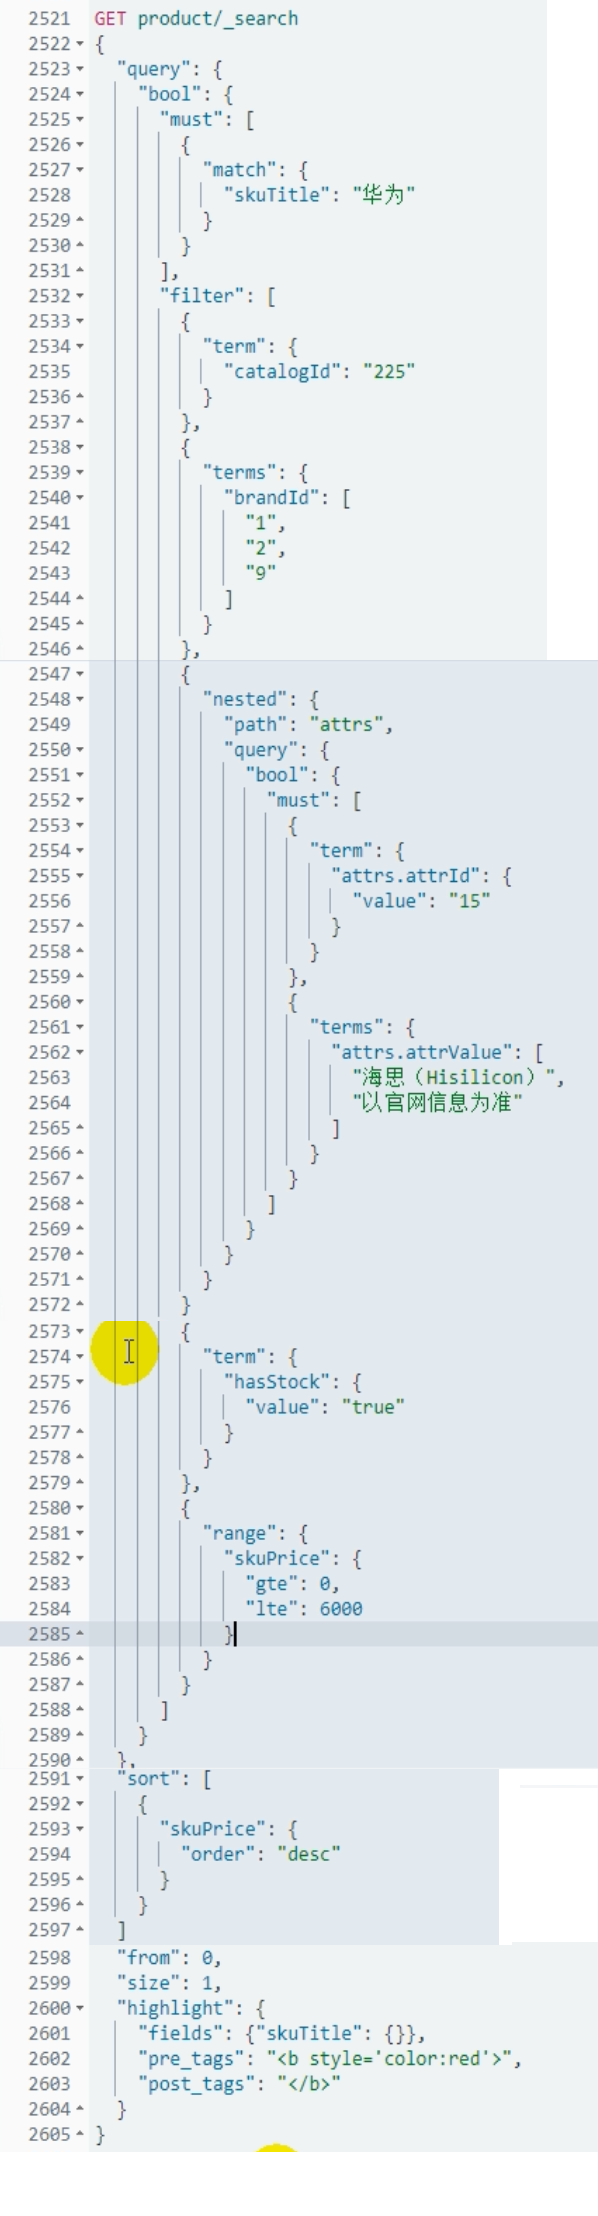 2521 GET product/_search
2522 {
2523   "query": {
2524     "bool": {
2525       "must": [
2526         {
2527           "match": {
2528             "skuTitle": "华为"
2529           }
2530         }
2531       ],
2532       "filter": [
2533         {
2534           "term": {
2535             "catalogId": "225"
2536           }
2537         },
2538         {
2539           "terms": {
2540             "brandId": [
2541               "1",
2542               "2",
2543               "9"
2544             ]
2545           }
2546         },
2547         {
2548           "nested": {
2549             "path": "attrs",
2550             "query": {
2551               "bool": {
2552                 "must": [
2553                   {
2554                     "term": {
2555                       "attrs.attrId": {
2556                         "value": "15"
2557                       }
2558                     }
2559                   },
2560                   {
2561                     "terms": {
2562                       "attrs.attrValue": [
2563                         "海思（Hisilicon）",
2564                         "以官网信息为准"
2565                       ]
2566                     }
2567                   }
2568                 ]
2569               }
2570             }
2571           }
2572         }
2573         {
2574           "term": {
2575             "hasStock": {
2576               "value": "true"
2577             }
2578           }
2579         },
2580         {
2581           "range": {
2582             "skuPrice": {
2583               "gte": 0,
2584               "lte": 6000
2585             }
2586           }
2587         }
2588       ]
2589     }
2590   },
2591   "sort": [
2592     {
2593       "skuPrice": {
2594         "order": "desc"
2595       }
2596     }
2597   ]
2598   "from": 0,
2599   "size": 1,
2600   "highlight": {
2601     "fields": {"skuTitle": {}},
2602     "pre_tags": "<b style='color:red'>",
2603     "post_tags": "</b>"
2604   }
2605 }